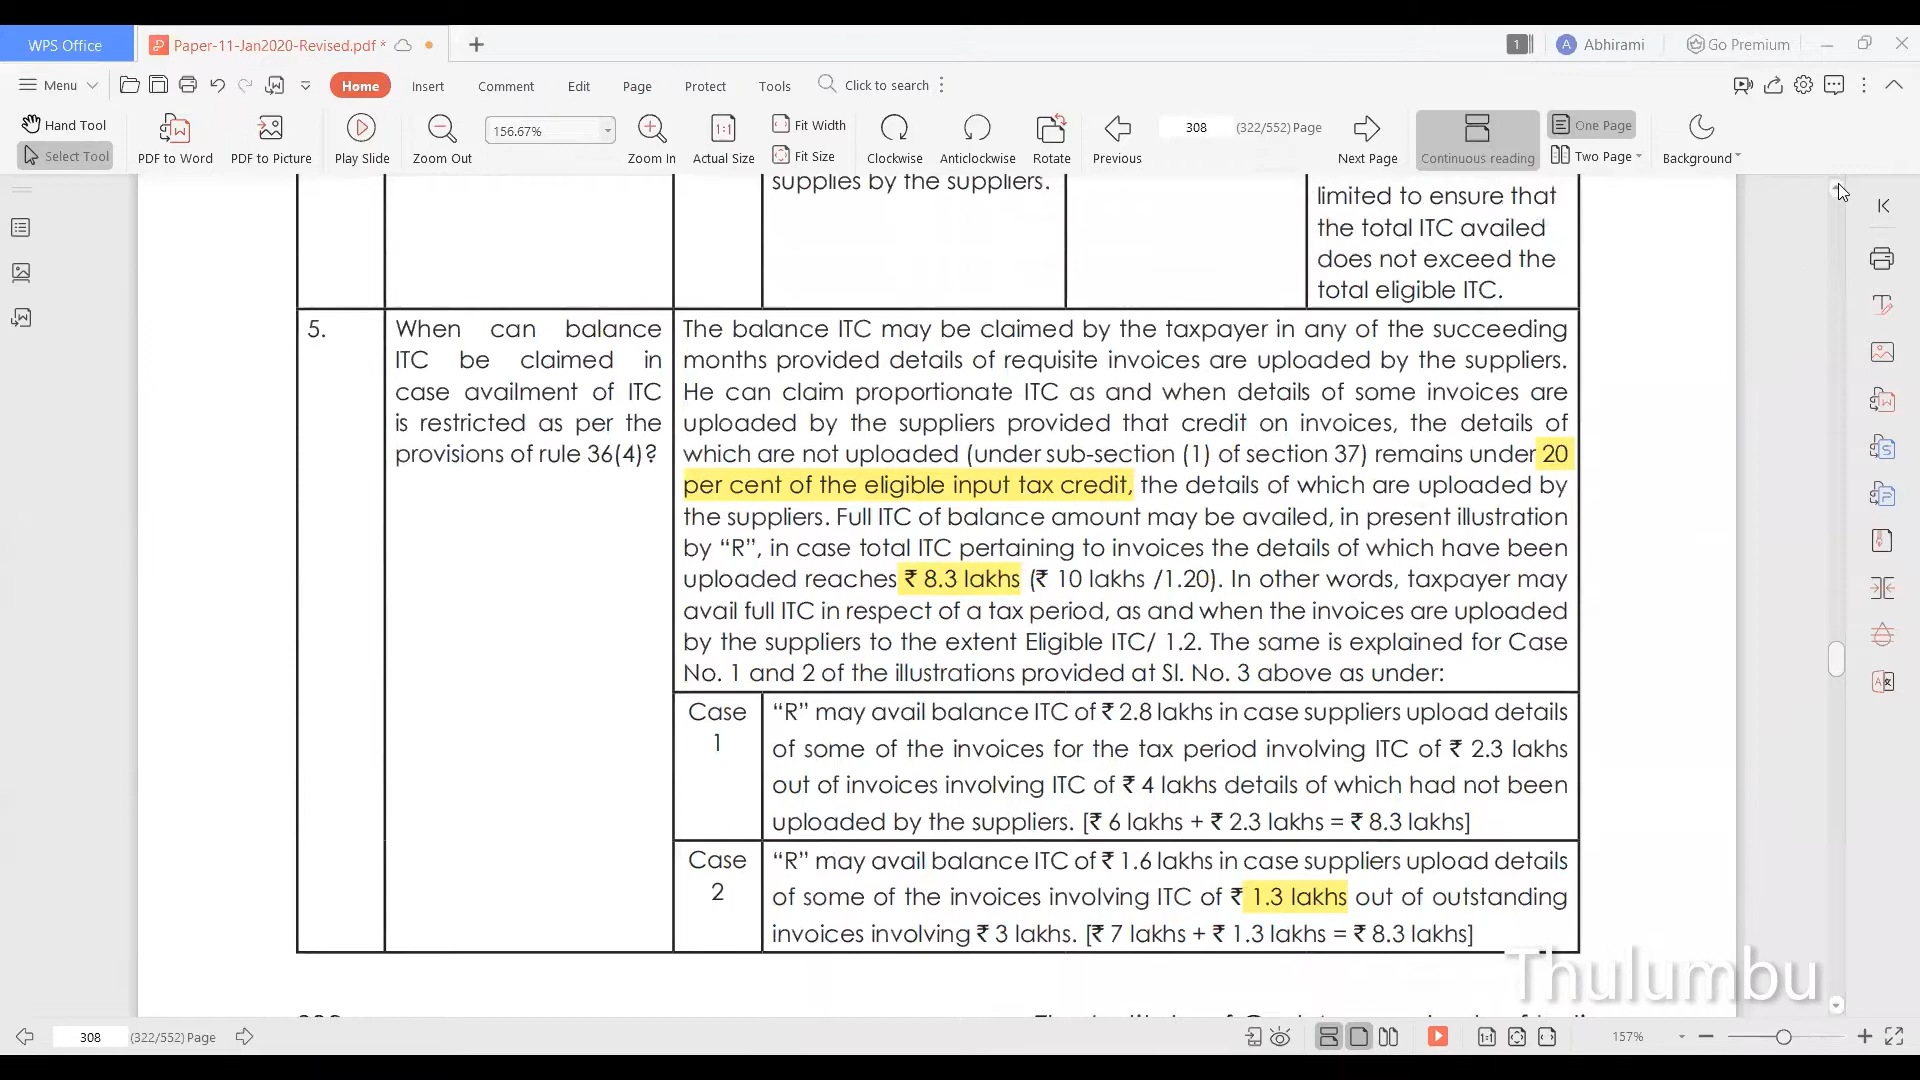 WPS Office
Paper-11-Jan2020-Revised.pdf *
1
A Abhirami
Go Premium
Menu
Home
Insert
Comment
Edit
Page
Protect
Tools
Click to search
Hand Tool
Select Tool
PDF to Word
PDF to Picture
Play Slide
Zoom Out
156.67%
Zoom In
1:1
Actual Size
Fit Width
Fit Size
Clockwise
Anticlockwise
Rotate
Previous
308 (322/552) Page
Next Page
Continuous reading
One Page
Two Page
Background
supplies by the suppliers.
limited to ensure that
the total ITC availed
does not exceed the
total eligible ITC.
5.
When can balance
ITC be claimed in
case availment of ITC
is restricted as per the
provisions of rule 36(4)?
The balance ITC may be claimed by the taxpayer in any of the succeeding
months provided details of requisite invoices are uploaded by the suppliers.
He can claim proportionate ITC as and when details of some invoices are
uploaded by the suppliers provided that credit on invoices, the details of
which are not uploaded (under sub-section (1) of section 37) remains under 20
per cent of the eligible input tax credit, the details of which are uploaded by
the suppliers. Full ITC of balance amount may be availed, in present illustration
by “R”, in case total ITC pertaining to invoices the details of which have been
uploaded reaches ₹ 8.3 lakhs (₹ 10 lakhs /1.20). In other words, taxpayer may
avail full ITC in respect of a tax period, as and when the invoices are uploaded
by the suppliers to the extent Eligible ITC/ 1.2. The same is explained for Case
No. 1 and 2 of the illustrations provided at Sl. No. 3 above as under:
Case
1
“R” may avail balance ITC of ₹ 2.8 lakhs in case suppliers upload details
of some of the invoices for the tax period involving ITC of ₹ 2.3 lakhs
out of invoices involving ITC of ₹ 4 lakhs details of which had not been
uploaded by the suppliers. [₹ 6 lakhs + ₹ 2.3 lakhs = ₹ 8.3 lakhs]
Case
2
“R” may avail balance ITC of ₹ 1.6 lakhs in case suppliers upload details
of some of the invoices involving ITC of ₹ 1.3 lakhs out of outstanding
invoices involving ₹ 3 lakhs. [₹ 7 lakhs + ₹ 1.3 lakhs = ₹ 8.3 lakhs]
Thulumbu
308 (322/552) Page
157%